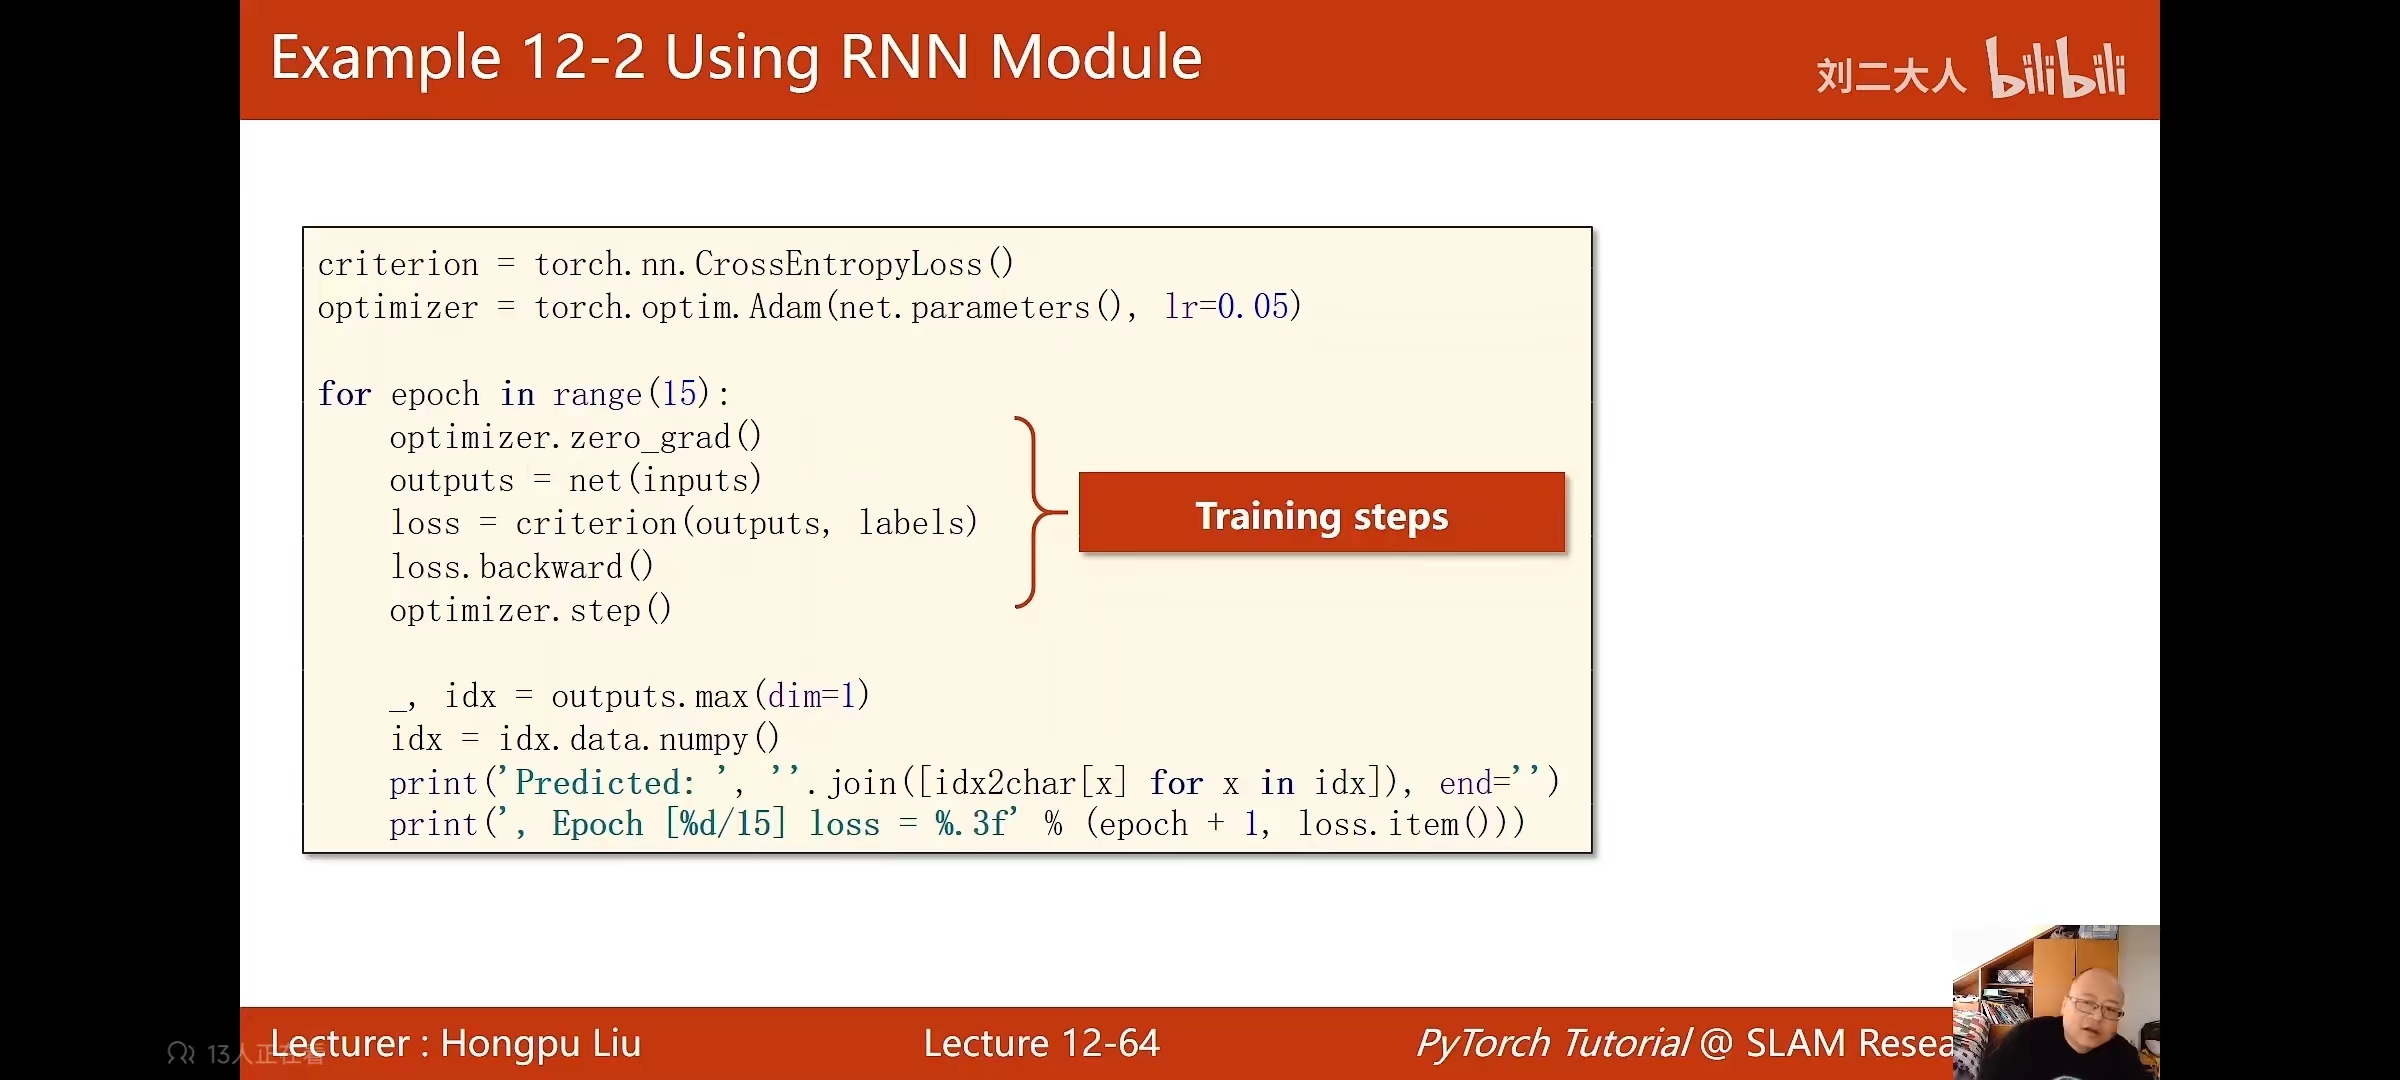 Example 12-2 Using RNN Module
刘二大人 bilibili
criterion = torch.nn.CrossEntropyLoss()
optimizer = torch.optim.Adam(net.parameters(), lr=0.05)
for epoch in range(15):
    optimizer.zero_grad()
    outputs = net(inputs)
    loss = criterion(outputs, labels)
    loss.backward()
    optimizer.step()
Training steps
    _, idx = outputs.max(dim=1)
    idx = idx.data.numpy()
    print('Predicted: ', ''.join([idx2char[x] for x in idx]), end='')
    print(', Epoch [%d/15] loss = %.3f' % (epoch + 1, loss.item()))
Lecturer : Hongpu Liu
Lecture 12-64
PyTorch Tutorial @ SLAM Resea
13人正在看